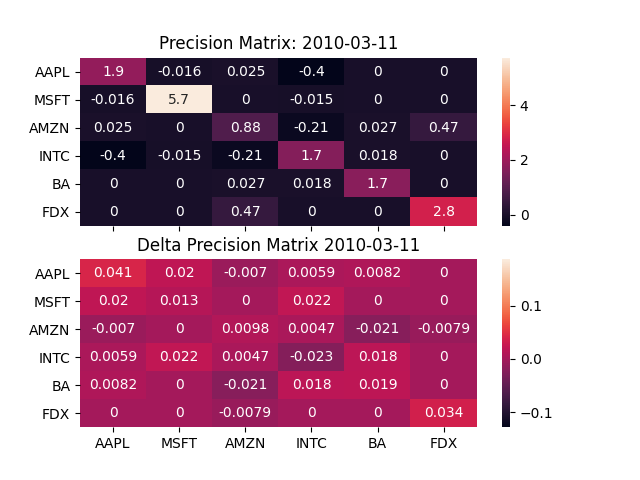 Precision Matrix: 2010-03-11
AAPL 1.9 -0.016 0.025 -0.4 0 0
MSFT -0.016 5.7 0 -0.015 0 0
AMZN 0.025 0 0.88 -0.21 0.027 0.47
INTC -0.4 -0.015 -0.21 1.7 0.018 0
BA 0 0 0.027 0.018 1.7 0
FDX 0 0 0.47 0 0 2.8
4
2
0
Delta Precision Matrix 2010-03-11
AAPL 0.041 0.02 -0.007 0.0059 0.0082 0
MSFT 0.02 0.013 0 0.022 0 0
AMZN -0.007 0 0.0098 0.0047 -0.021 -0.0079
INTC 0.0059 0.022 0.0047 -0.023 0.018 0
BA 0.0082 0 -0.021 0.018 0.019 0
FDX 0 0 -0.0079 0 0 0.034
AAPL MSFT AMZN INTC BA FDX
0.1
0.0
−0.1